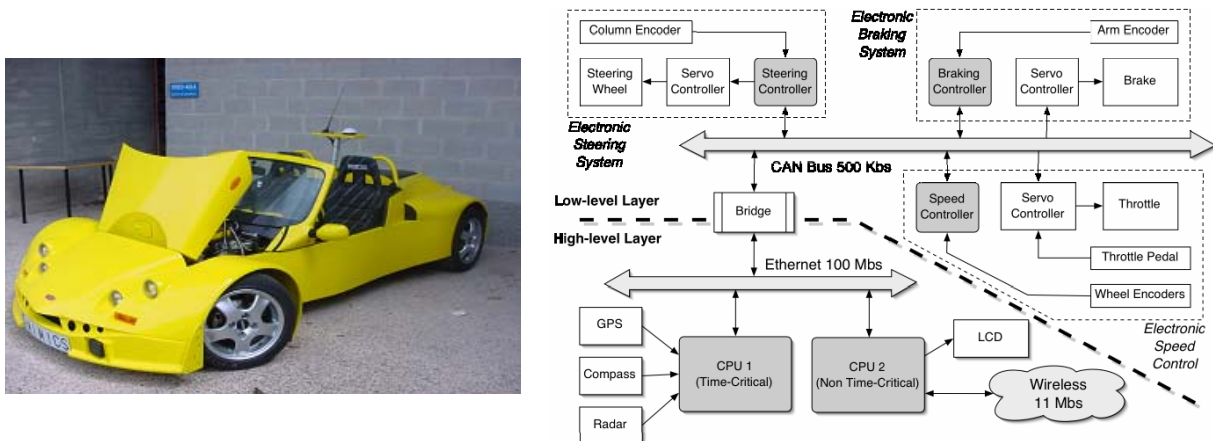 Electronic
Braking
System
Column Encoder
Arm Encoder
Steering
Wheel
Servo
Controller
Steering
Controller
Braking
Controller
Servo
Controller
Brake
Electronic
Steering
System
CAN Bus 500 Kbs
Low-level Layer
Bridge
High-level Layer
Speed
Controller
Servo
Controller
Throttle
Throttle Pedal
Wheel Encoders
Ethernet 100 Mbs
Electronic
Speed
Control
GPS
Compass
Radar
CPU 1
(Time-Critical)
CPU 2
(Non Time-Critical)
LCD
Wireless
11 Mbs